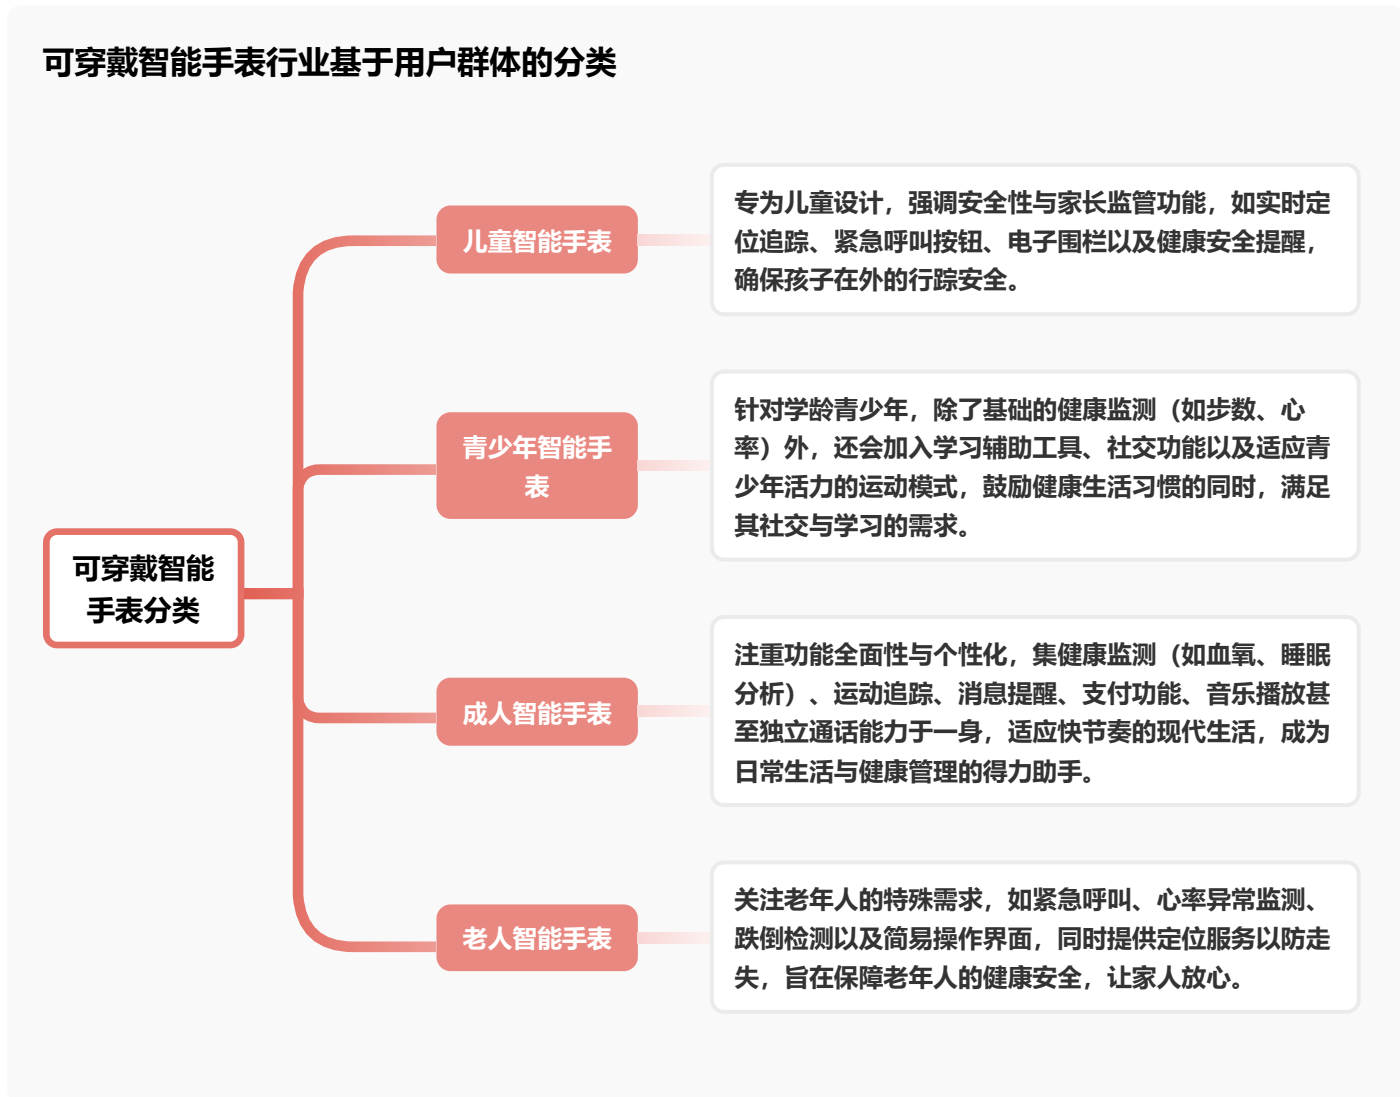 可穿戴智能手表行业基于用户群体的分类
可穿戴智能
手表分类
儿童智能手表
专为儿童设计，强调安全性与家长监管功能，如实时定
位追踪、紧急呼叫按钮、电子围栏以及健康安全提醒，
确保孩子在外的行踪安全。
青少年智能手
表
针对学龄青少年，除了基础的健康监测（如步数、心
率）外，还会加入学习辅助工具、社交功能以及适应青
少年活力的运动模式，鼓励健康生活习惯的同时，满足
其社交与学习的需求。
成人智能手表
注重功能全面性与个性化，集健康监测（如血氧、睡眠
分析）、运动追踪、消息提醒、支付功能、音乐播放甚
至独立通话能力于一身，适应快节奏的现代生活，成为
日常生活与健康管理的得力助手。
老人智能手表
关注老年人的特殊需求，如紧急呼叫、心率异常监测、
跌倒检测以及简易操作界面，同时提供定位服务以防走
失，旨在保障老年人的健康安全，让家人放心。